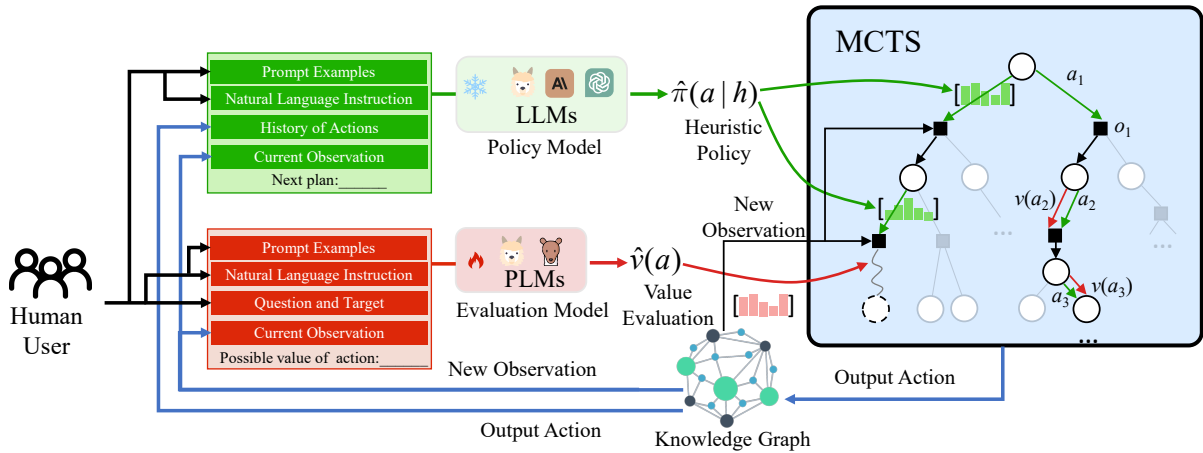 MCTS
Prompt Examples
Natural Language Instruction
History of Actions
Current Observation
Next plan:______
LLMs
Policy Model
π̂(a | h)
Heuristic
Policy
a₁
o₁
v(a₂)
a₂
...
...
New
Observation
Human
User
Prompt Examples
Natural Language Instruction
Question and Target
Current Observation
Possible value of action:______
PLMs
Evaluation Model
v̂(a)
Value
Evaluation
[ ]
a₃
v(a₃)
...
New Observation
Output Action
Output Action
Knowledge Graph